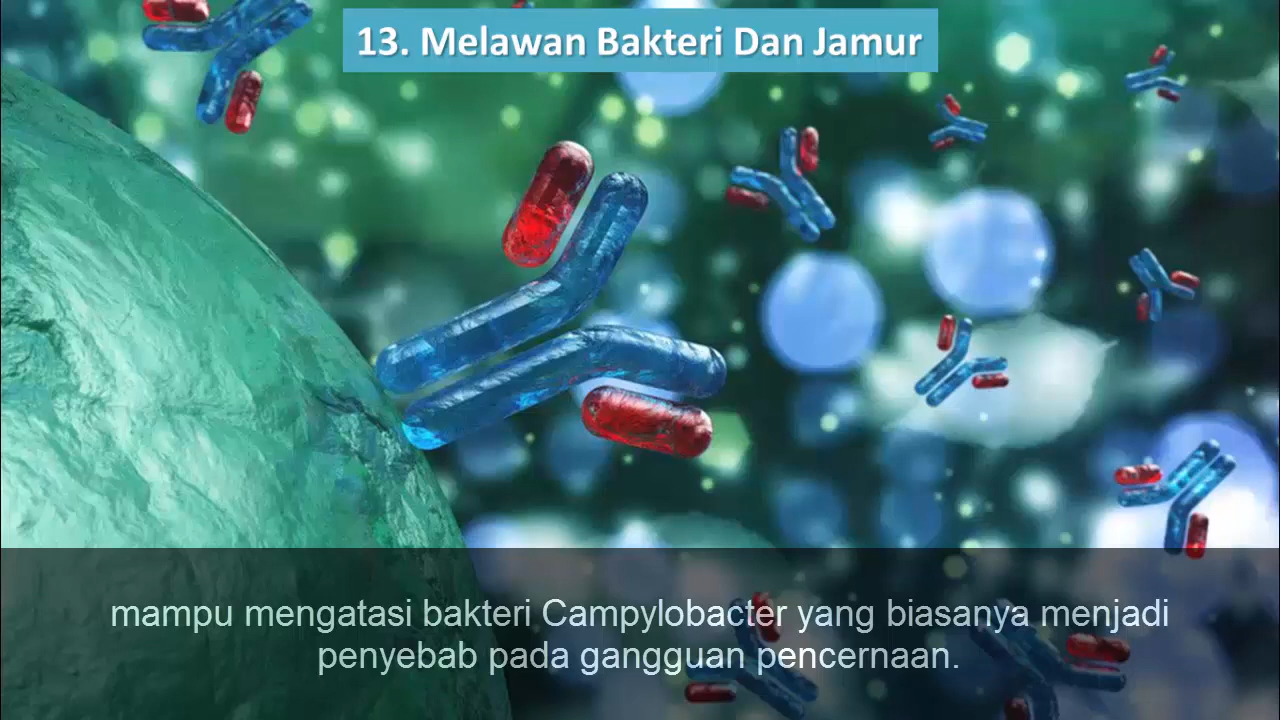 13. Melawan Bakteri Dan Jamur
mampu mengatasi bakteri Campylobacter yang biasanya menjadi
penyebab pada gangguan pencernaan.